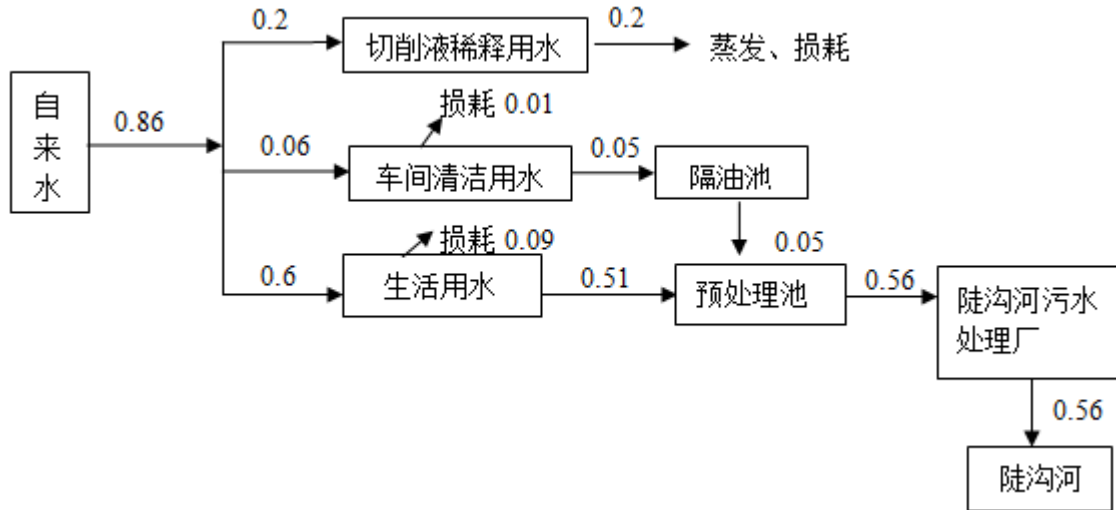 0.2
切削液稀释用水
0.2
蒸发、损耗
自
来
水
0.86
损耗 0.01
0.06
车间清洁用水
0.05
隔油池
0.05
损耗 0.09
0.6
生活用水
0.51
预处理池
0.56
陡沟河污水
处理厂
0.56
陡沟河